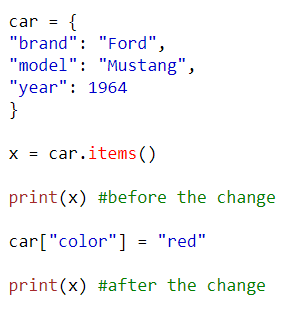 car = {
"brand": "Ford",
"model": "Mustang",
"year": 1964
}
x = car.items()
print(x) #before the change
car["color"] = "red"
print(x) #after the change